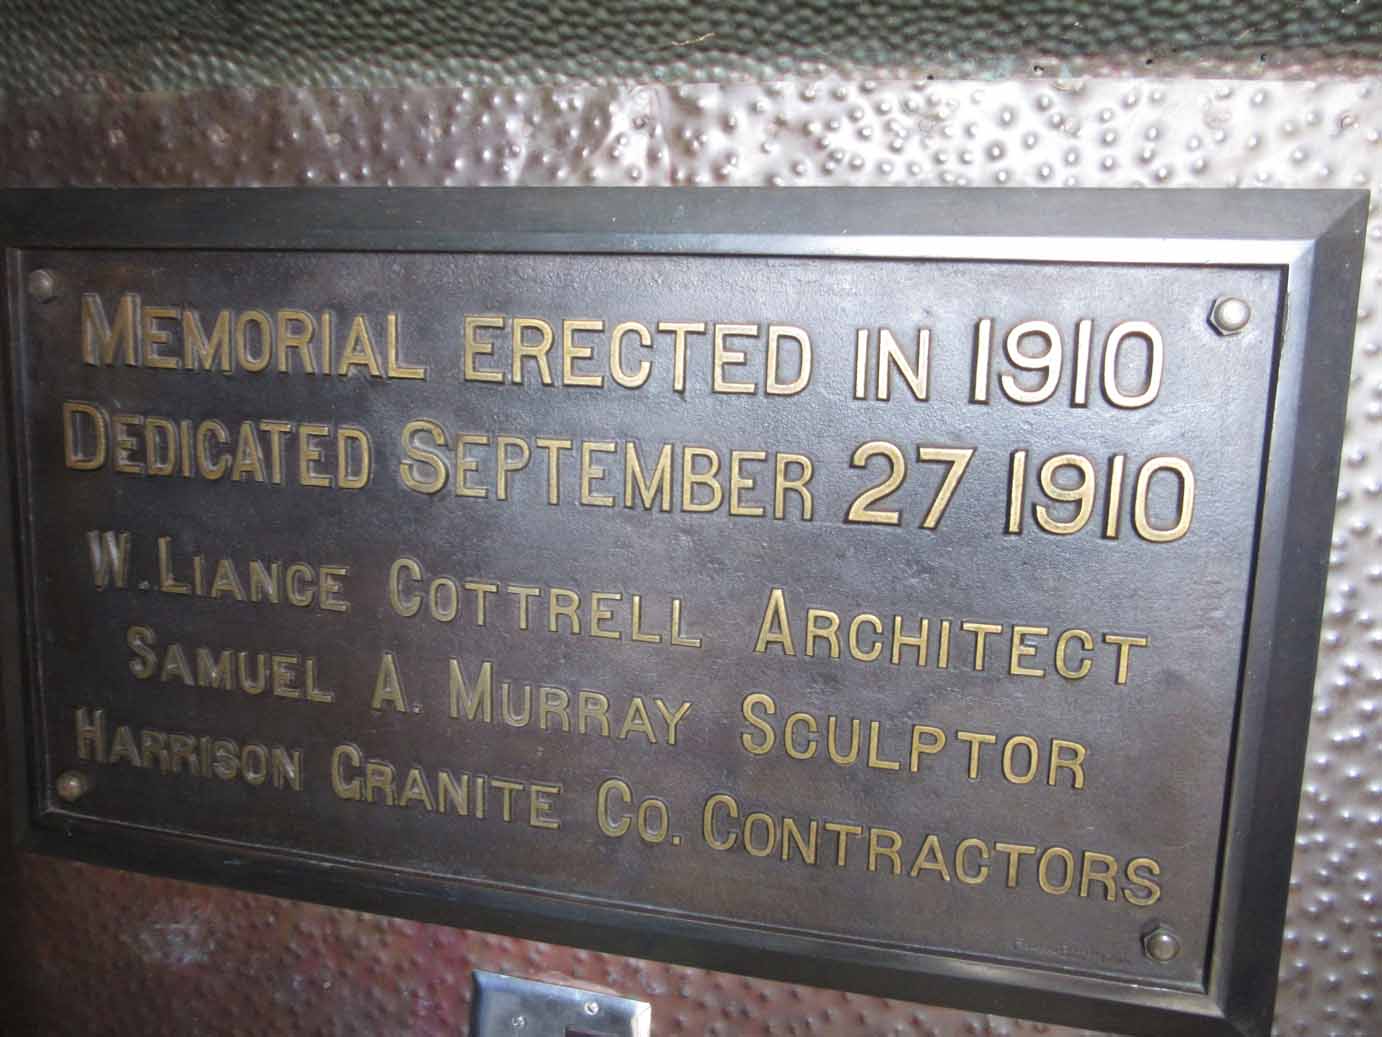 MEMORIAL ERECTED IN 1910
DEDICATED SEPTEMBER 27 1910
W. LIANCE COTTRELL ARCHITECT
SAMUEL A. MURRAY SCULPTOR
HARRISON GRANITE CO. CONTRACTORS